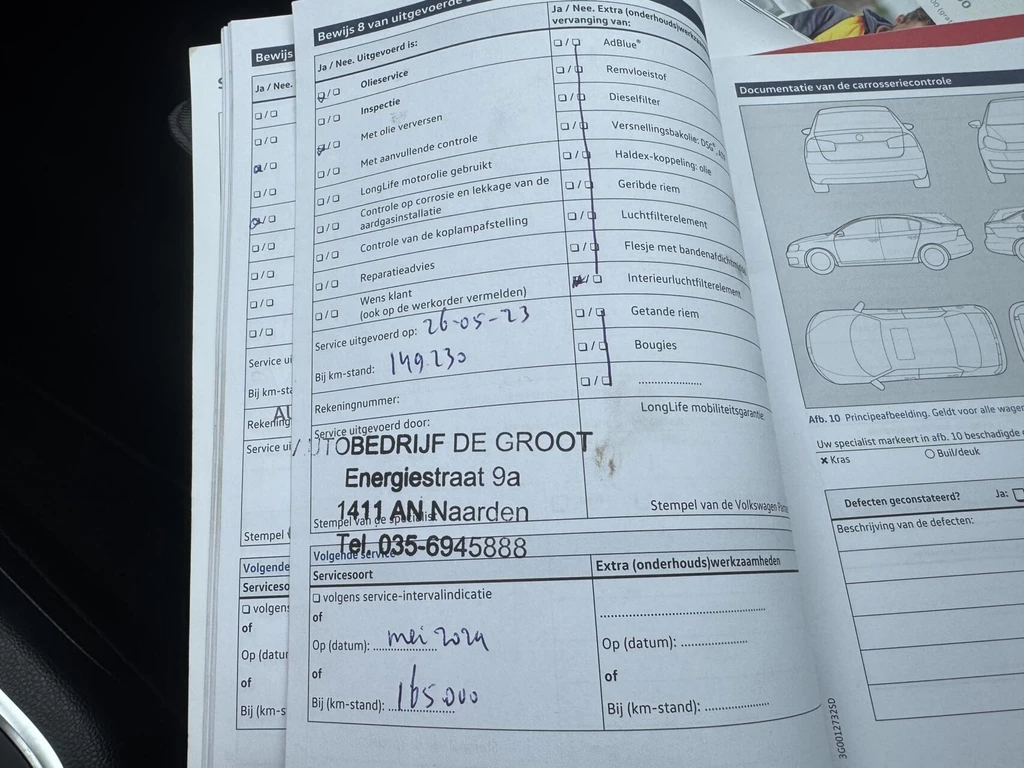 Bewijs
Ja / Nee.
Service ui
Bij km-sta
Rekening
AU
Service ui
Stempel
Volgende
Serviceso
❏ volgens
of
Op (datu
of
Bij (km-s
Bewijs 8 van uitgevoerde
Ja / Nee. Uitgevoerd is:
❏/❏ Olieservice
❏/❏ Inspectie
❏/❏ Met olie verversen
❏/❏ Met aanvullende controle
❏/❏ LongLife motorolie gebruikt
❏/❏ Controle op corrosie en lekkage van de
aardgasinstallatie
❏/❏ Controle van de koplampafstelling
❏/❏ Reparatieadvies
❏/❏ Wens klant
(ook op de werkorder vermelden)
Service uitgevoerd op: 26-05-23
Bij km-stand: 149.230
Rekeningnummer:
Service uitgevoerd door:
AUTOBEDRIJF DE GROOT
Energiestraat 9a
1411 AN Naarden
Stempel van de specialist
Tel. 035-6945888
Ja / Nee. Extra (onderhouds)werkzaam
vervanging van:
❏/❏ AdBlue®
❏/❏ Remvloeistof
❏/❏ Dieselfilter
❏/❏ Versnellingsbakolie: DSG®,
❏/❏ Haldex-koppeling: olie
❏/❏ Geribde riem
❏/❏ Luchtfilterelement
❏/❏ Flesje met bandenafdichtmiddel
❏/❏ Interieurluchtfilterelement
❏/❏ Getande riem
❏/❏ Bougies
❏/❏ ....................
LongLife mobiliteitsgarantie
Stempel van de Volkswagen
Volgende service
Servicesoort
❏ volgens service-intervalindicatie
of
Op (datum): mei 2024
of
Bij (km-stand): 165.000
Extra (onderhouds)werkzaamheden
Op (datum): ....................
of
Bij (km-stand): ....................
Documentatie van de carrosseriecontrole
Afb. 10 Principeafbeelding. Geldt voor alle wagen
Uw specialist markeert in afb. 10 beschadigde
× Kras ○ Buil/deuk
Defecten geconstateerd? Ja: ❏
Beschrijving van de defecten:
3G0012732SD